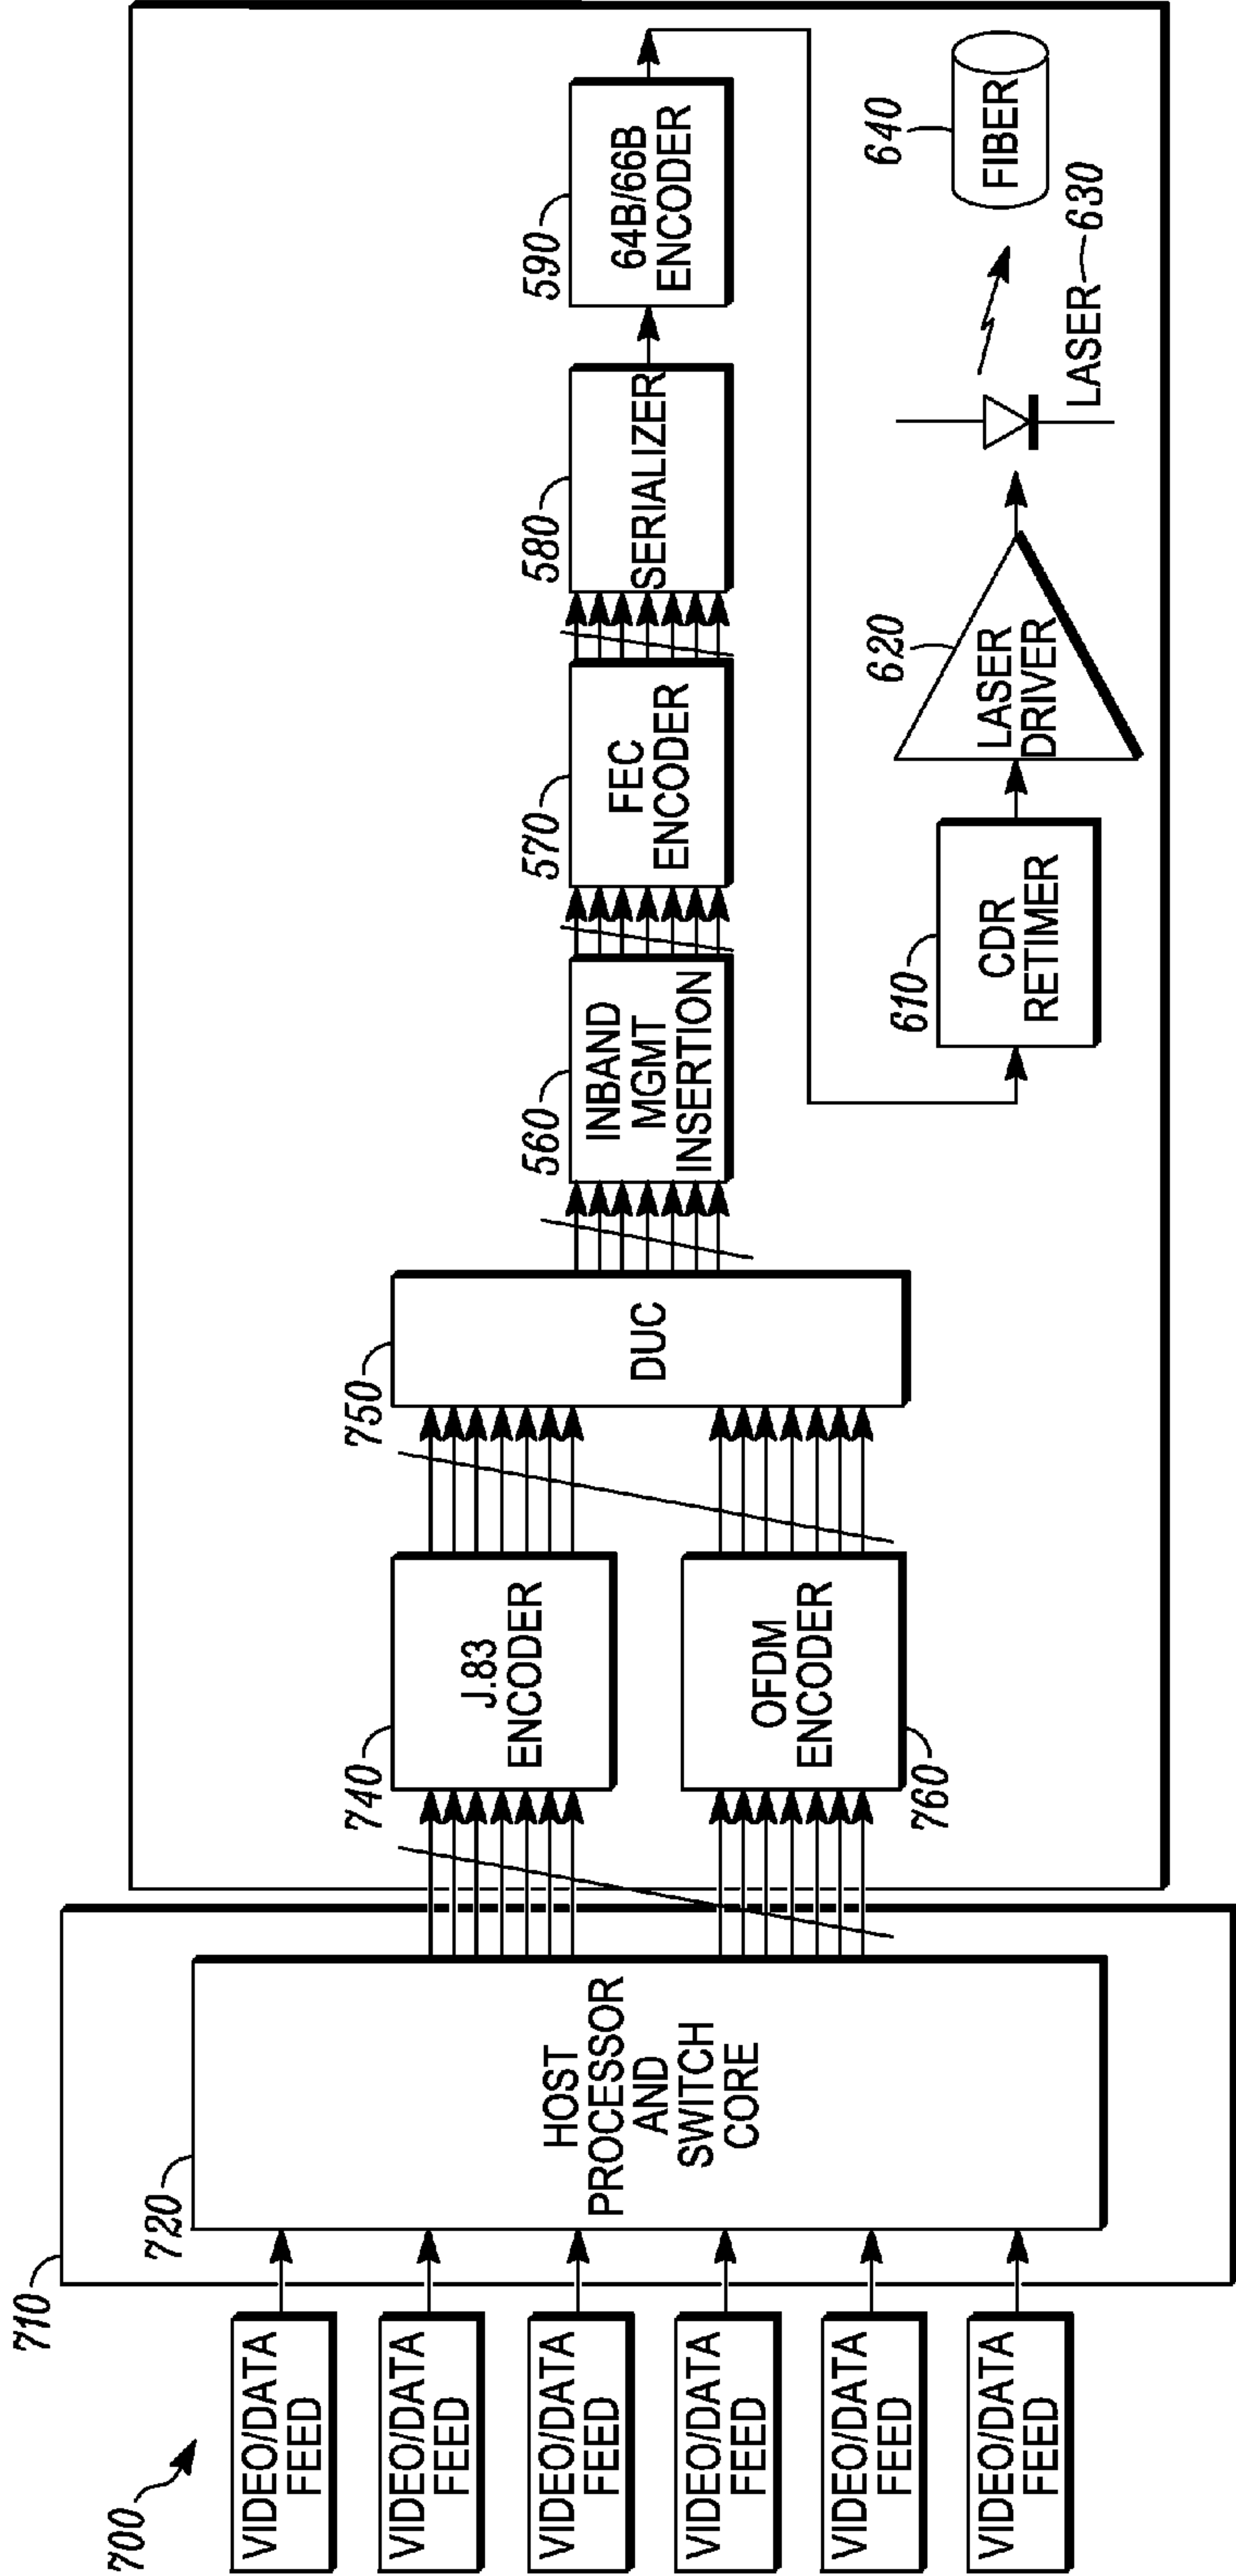 700
VIDEO/DATA
FEED
VIDEO/DATA
FEED
VIDEO/DATA
FEED
VIDEO/DATA
FEED
VIDEO/DATA
FEED
VIDEO/DATA
FEED
710
720
HOST
PROCESSOR
AND
SWITCH
CORE
740
J.83
ENCODER
OFDM
ENCODER
760
750
DUC
560
INBAND
MGMT
INSERTION
570
FEC
ENCODER
580
SERIALIZER
590
64B/66B
ENCODER
610
CDR
RETIMER
620
LASER
DRIVER
LASER 630
640
FIBER